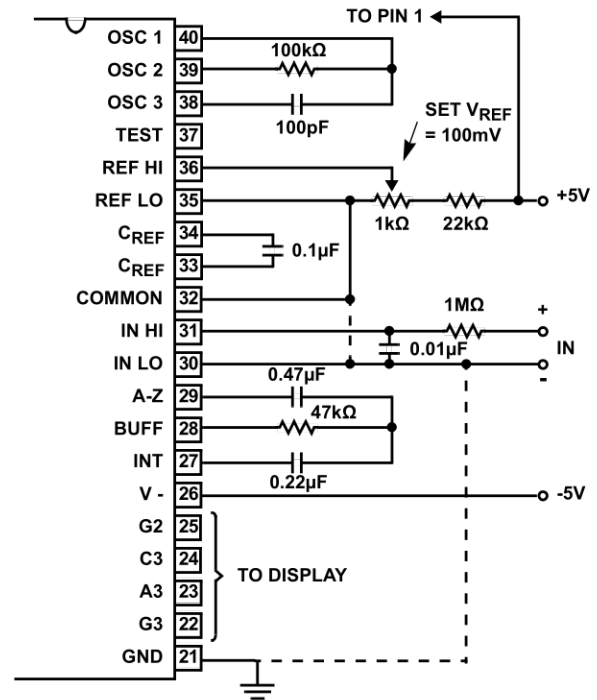 TO PIN 1
OSC 1 40
100kΩ
OSC 2 39
OSC 3 38
100pF
SET VREF
= 100mV
TEST 37
REF HI 36
REF LO 35
1kΩ 22kΩ +5V
CREF 34
0.1µF
CREF 33
COMMON 32
1MΩ
+
IN HI 31
0.01µF IN
IN LO 30
-
0.47µF
A-Z 29
47kΩ
BUFF 28
INT 27
0.22µF
V - 26 -5V
G2 25
C3 24
TO DISPLAY
A3 23
G3 22
GND 21